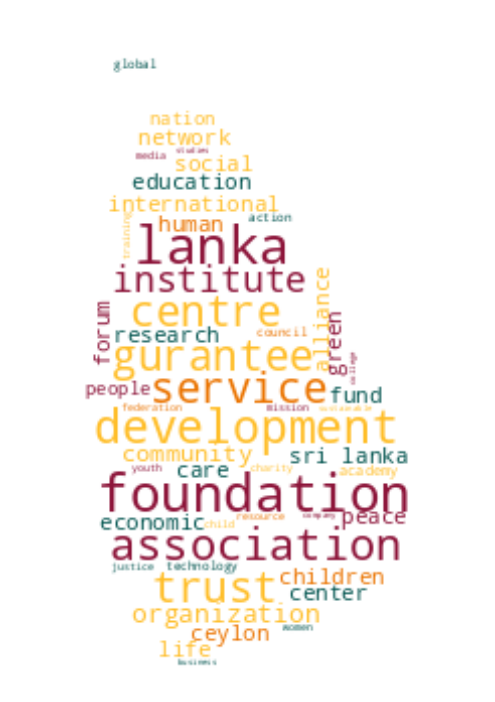 global
nation
network
media studies
social
education
international
training
action
human
lanka
institute
centre
alliance
forum
research
council
green
gurantee
college
people
service
fund
federation mission sustainable
development
community
sri lanka
youth care charity academy
foundation
economic child resource company peace
association
justice technology
trust
children
center
organization
women
ceylon
life
business